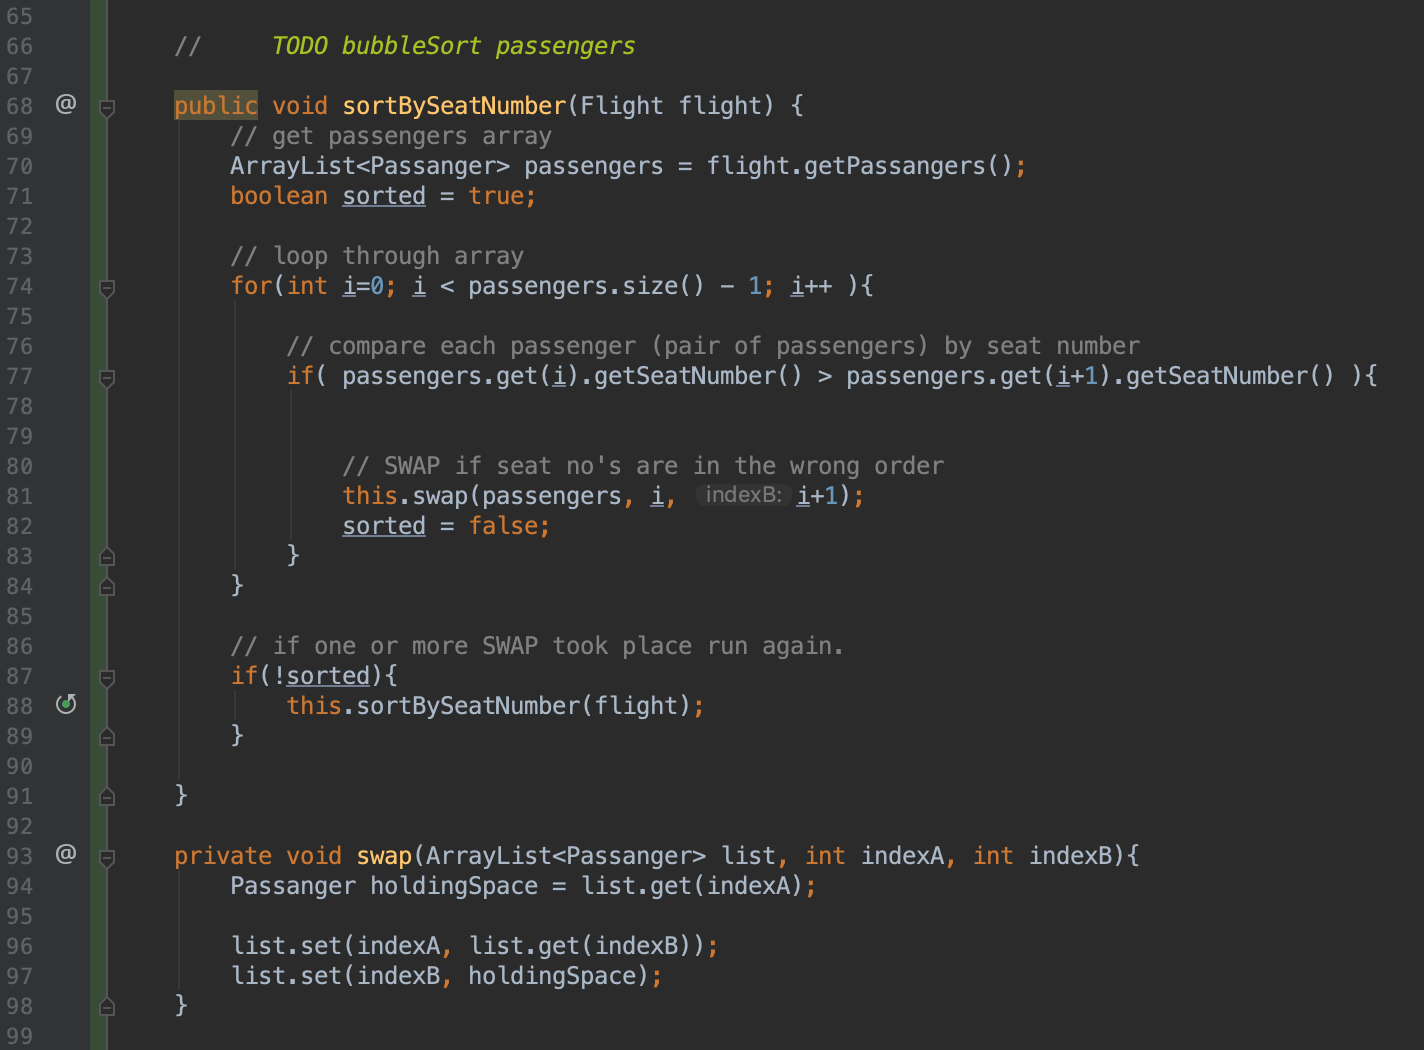 65
66 // TODO bubbleSort passengers
67
68 @ public void sortBySeatNumber(Flight flight) {
69 // get passengers array
70 ArrayList<Passanger> passengers = flight.getPassangers();
71 boolean sorted = true;
72
73 // loop through array
74 for(int i=0; i < passengers.size() - 1; i++ ){
75
76 // compare each passenger (pair of passengers) by seat number
77 if( passengers.get(i).getSeatNumber() > passengers.get(i+1).getSeatNumber() ){
78
79
80 // SWAP if seat no's are in the wrong order
81 this.swap(passengers, i, indexB: i+1);
82 sorted = false;
83 }
84 }
85
86 // if one or more SWAP took place run again.
87 if(!sorted){
88 this.sortBySeatNumber(flight);
89 }
90
91 }
92
93 @ private void swap(ArrayList<Passanger> list, int indexA, int indexB){
94 Passanger holdingSpace = list.get(indexA);
95
96 list.set(indexA, list.get(indexB));
97 list.set(indexB, holdingSpace);
98 }
99